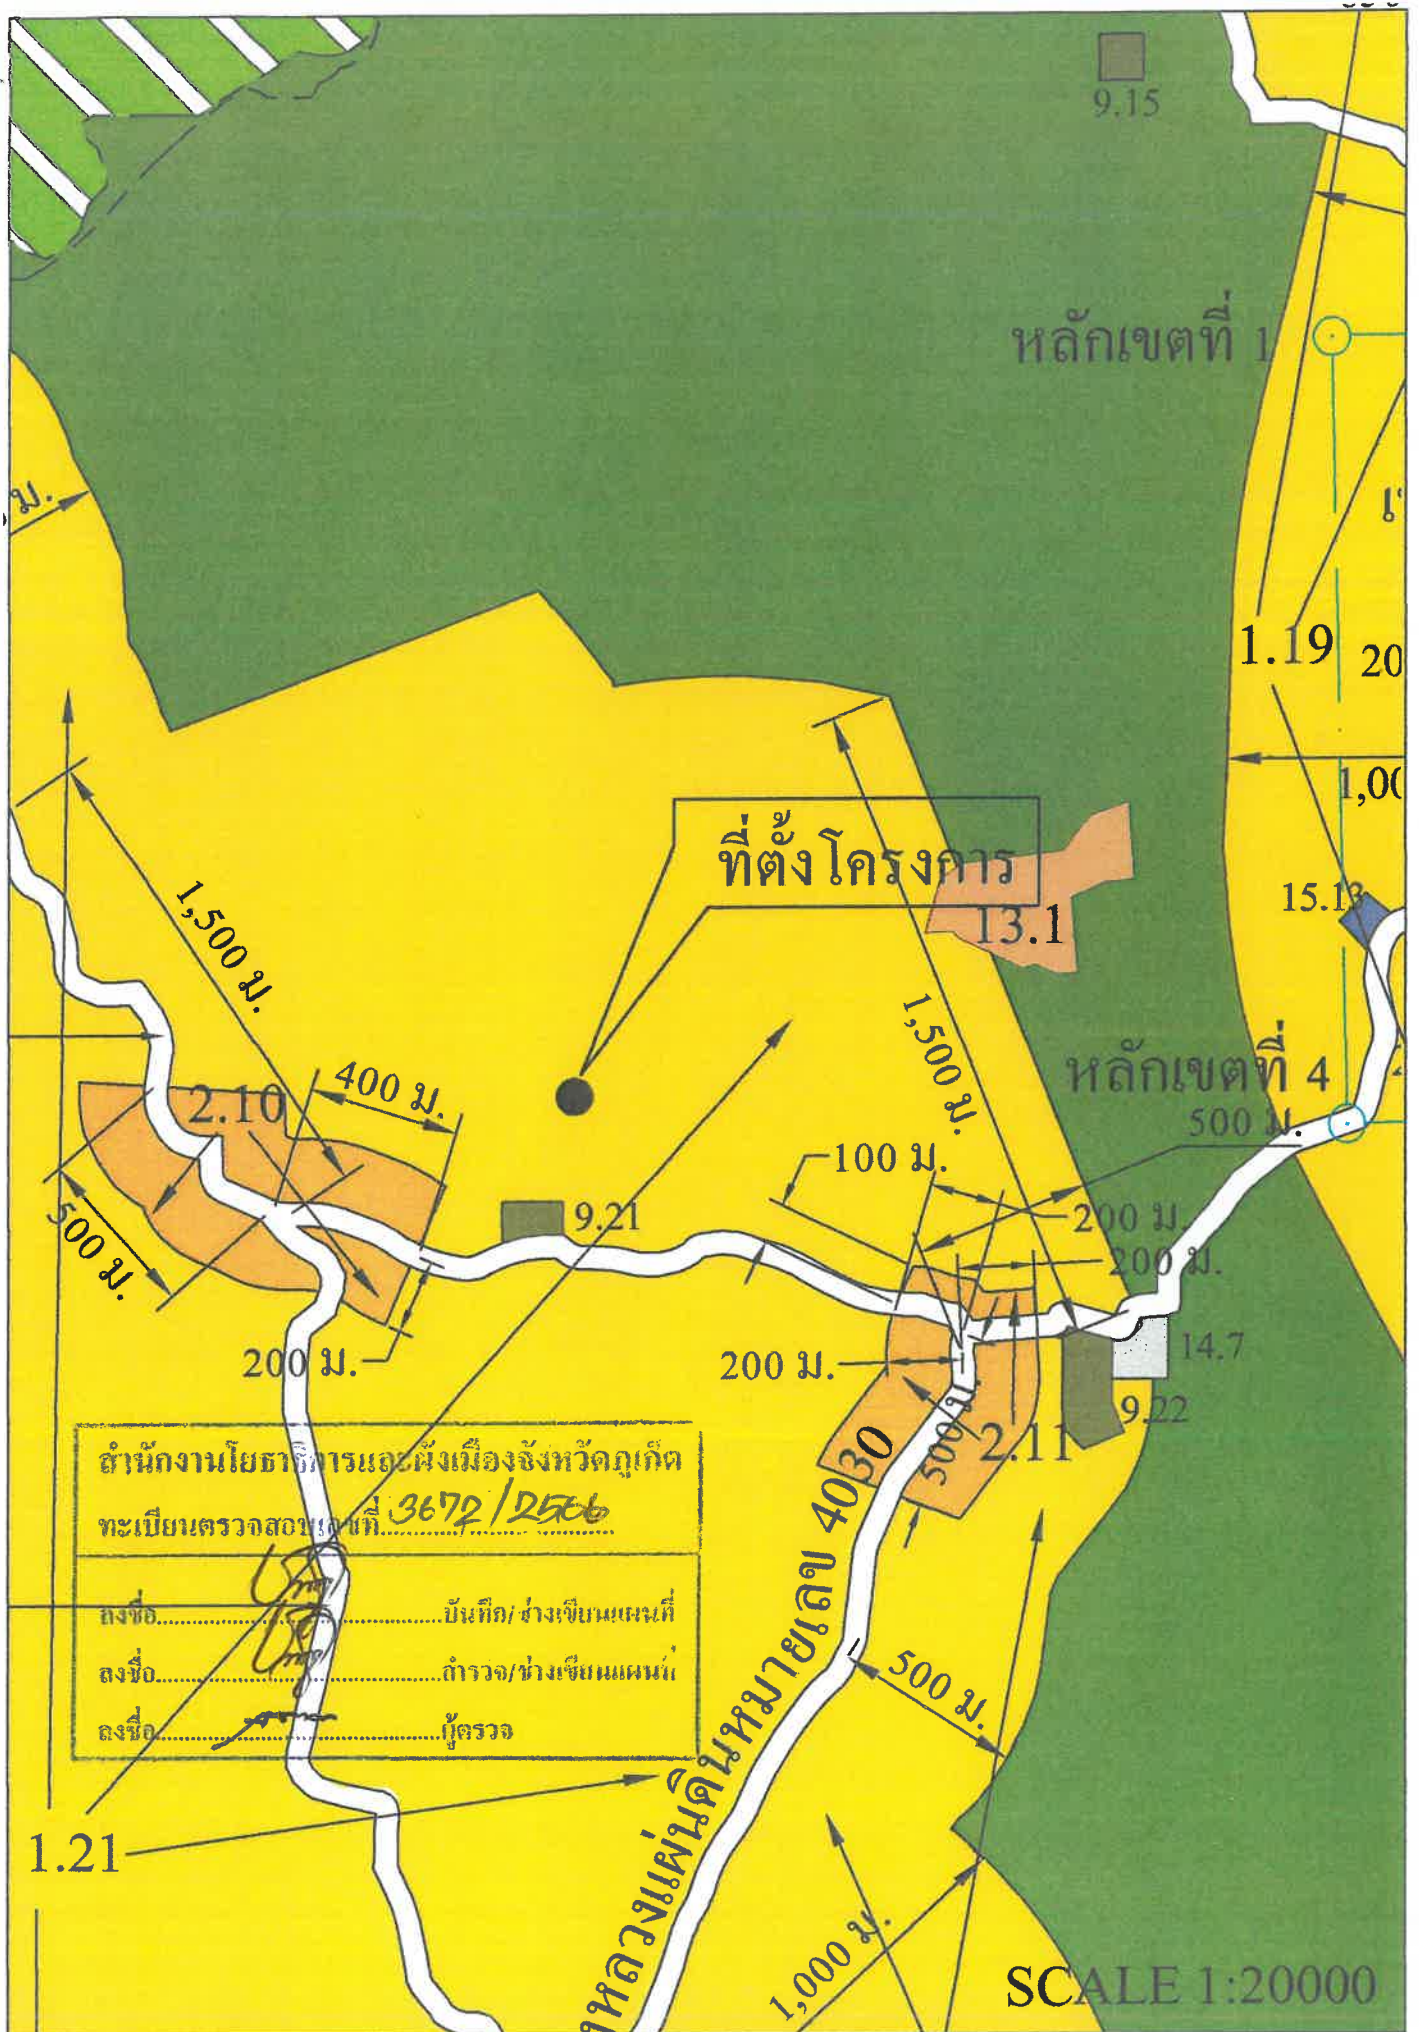 9.15
หลักเขตที่ 1
ม.
1.19
20
1,00
ที่ตั้งโครงการ
13.1
15.13
1,500 ม.
1,500 ม.
หลักเขตที่ 4
500 ม.
400 ม.
2.10
100 ม.
9.21
200 ม.
200 ม.
500 ม.
200 ม.
200 ม.
14.7
9.22
2.11
500 ม.
สำนักงานโยธาธิการและผังเมืองจังหวัดภูเก็ต
ทะเบียนตรวจสอบเลขที่ 3672/2566
ลงชื่อ..............................บันทึก/ช่างเขียนแผนที่
ลงชื่อ..............................สำรวจ/ช่างเขียนแผนที่
ลงชื่อ..............................ผู้ตรวจ
หลวงแผ่นดินหมายเลข 4030
500 ม.
1.21
1,000 ม.
SCALE 1:20000